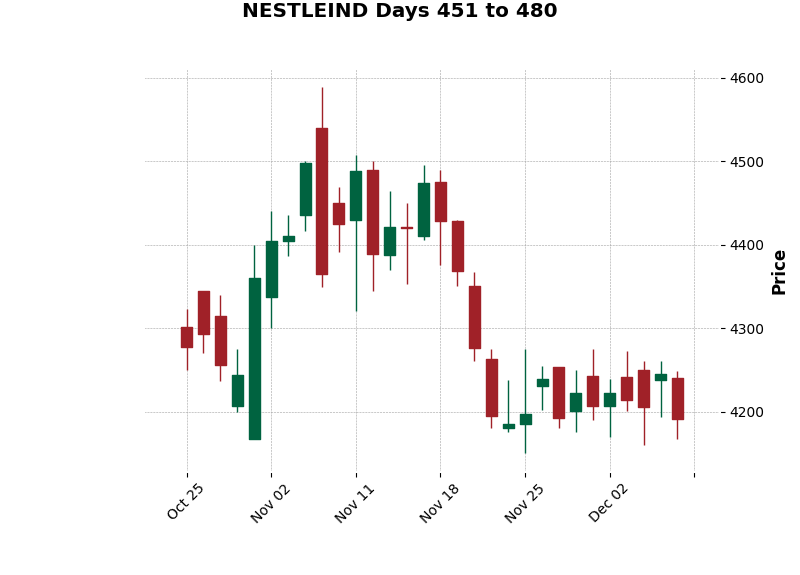 NESTLEIND Days 451 to 480
4600
4500
4400
4300
4200
Price
Oct 25
Nov 02
Nov 11
Nov 18
Nov 25
Dec 02